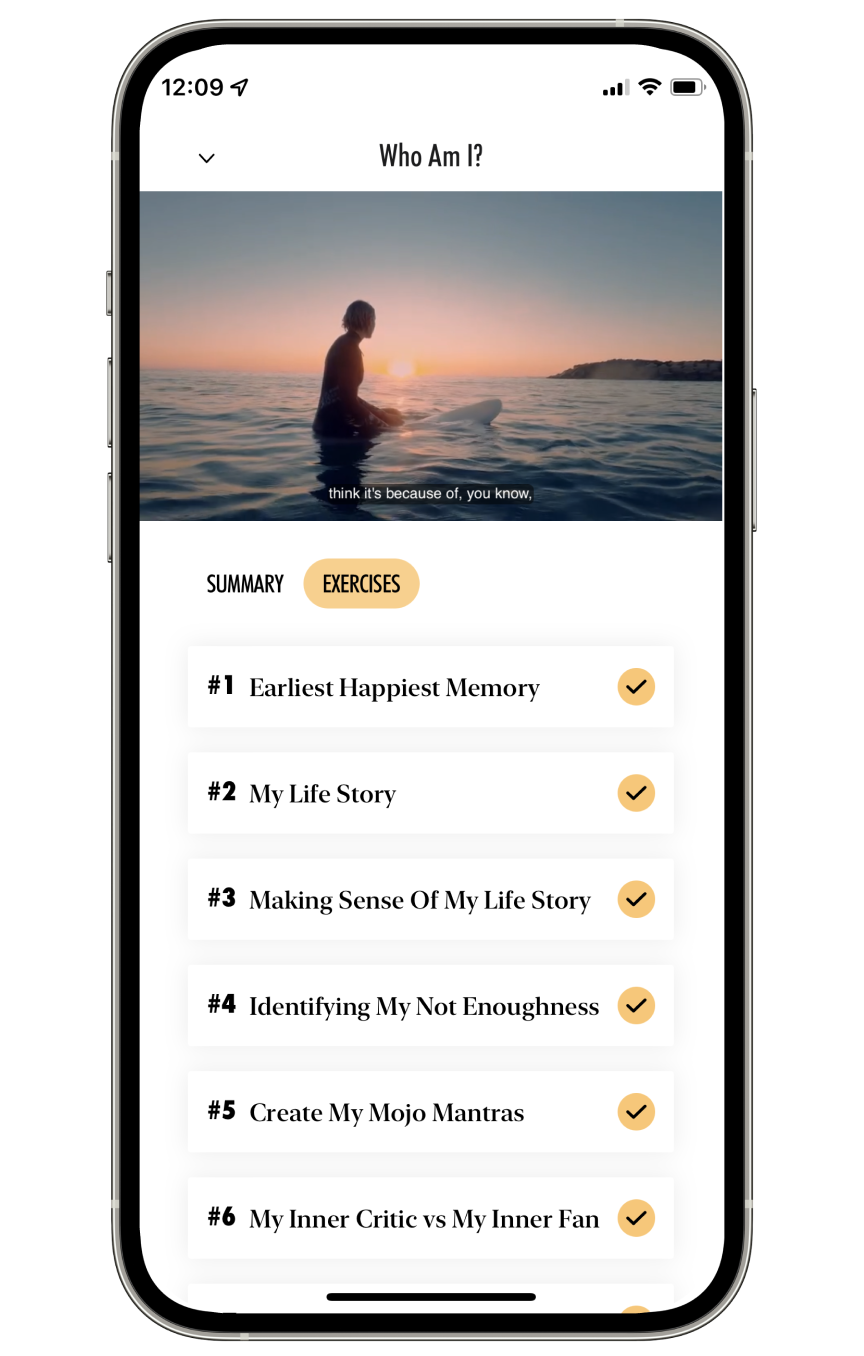 12:09
Who Am I?
think it's because of, you know,
SUMMARY EXERCISES
#1 Earliest Happiest Memory
#2 My Life Story
#3 Making Sense Of My Life Story
#4 Identifying My Not Enoughness
#5 Create My Mojo Mantras
#6 My Inner Critic vs My Inner Fan